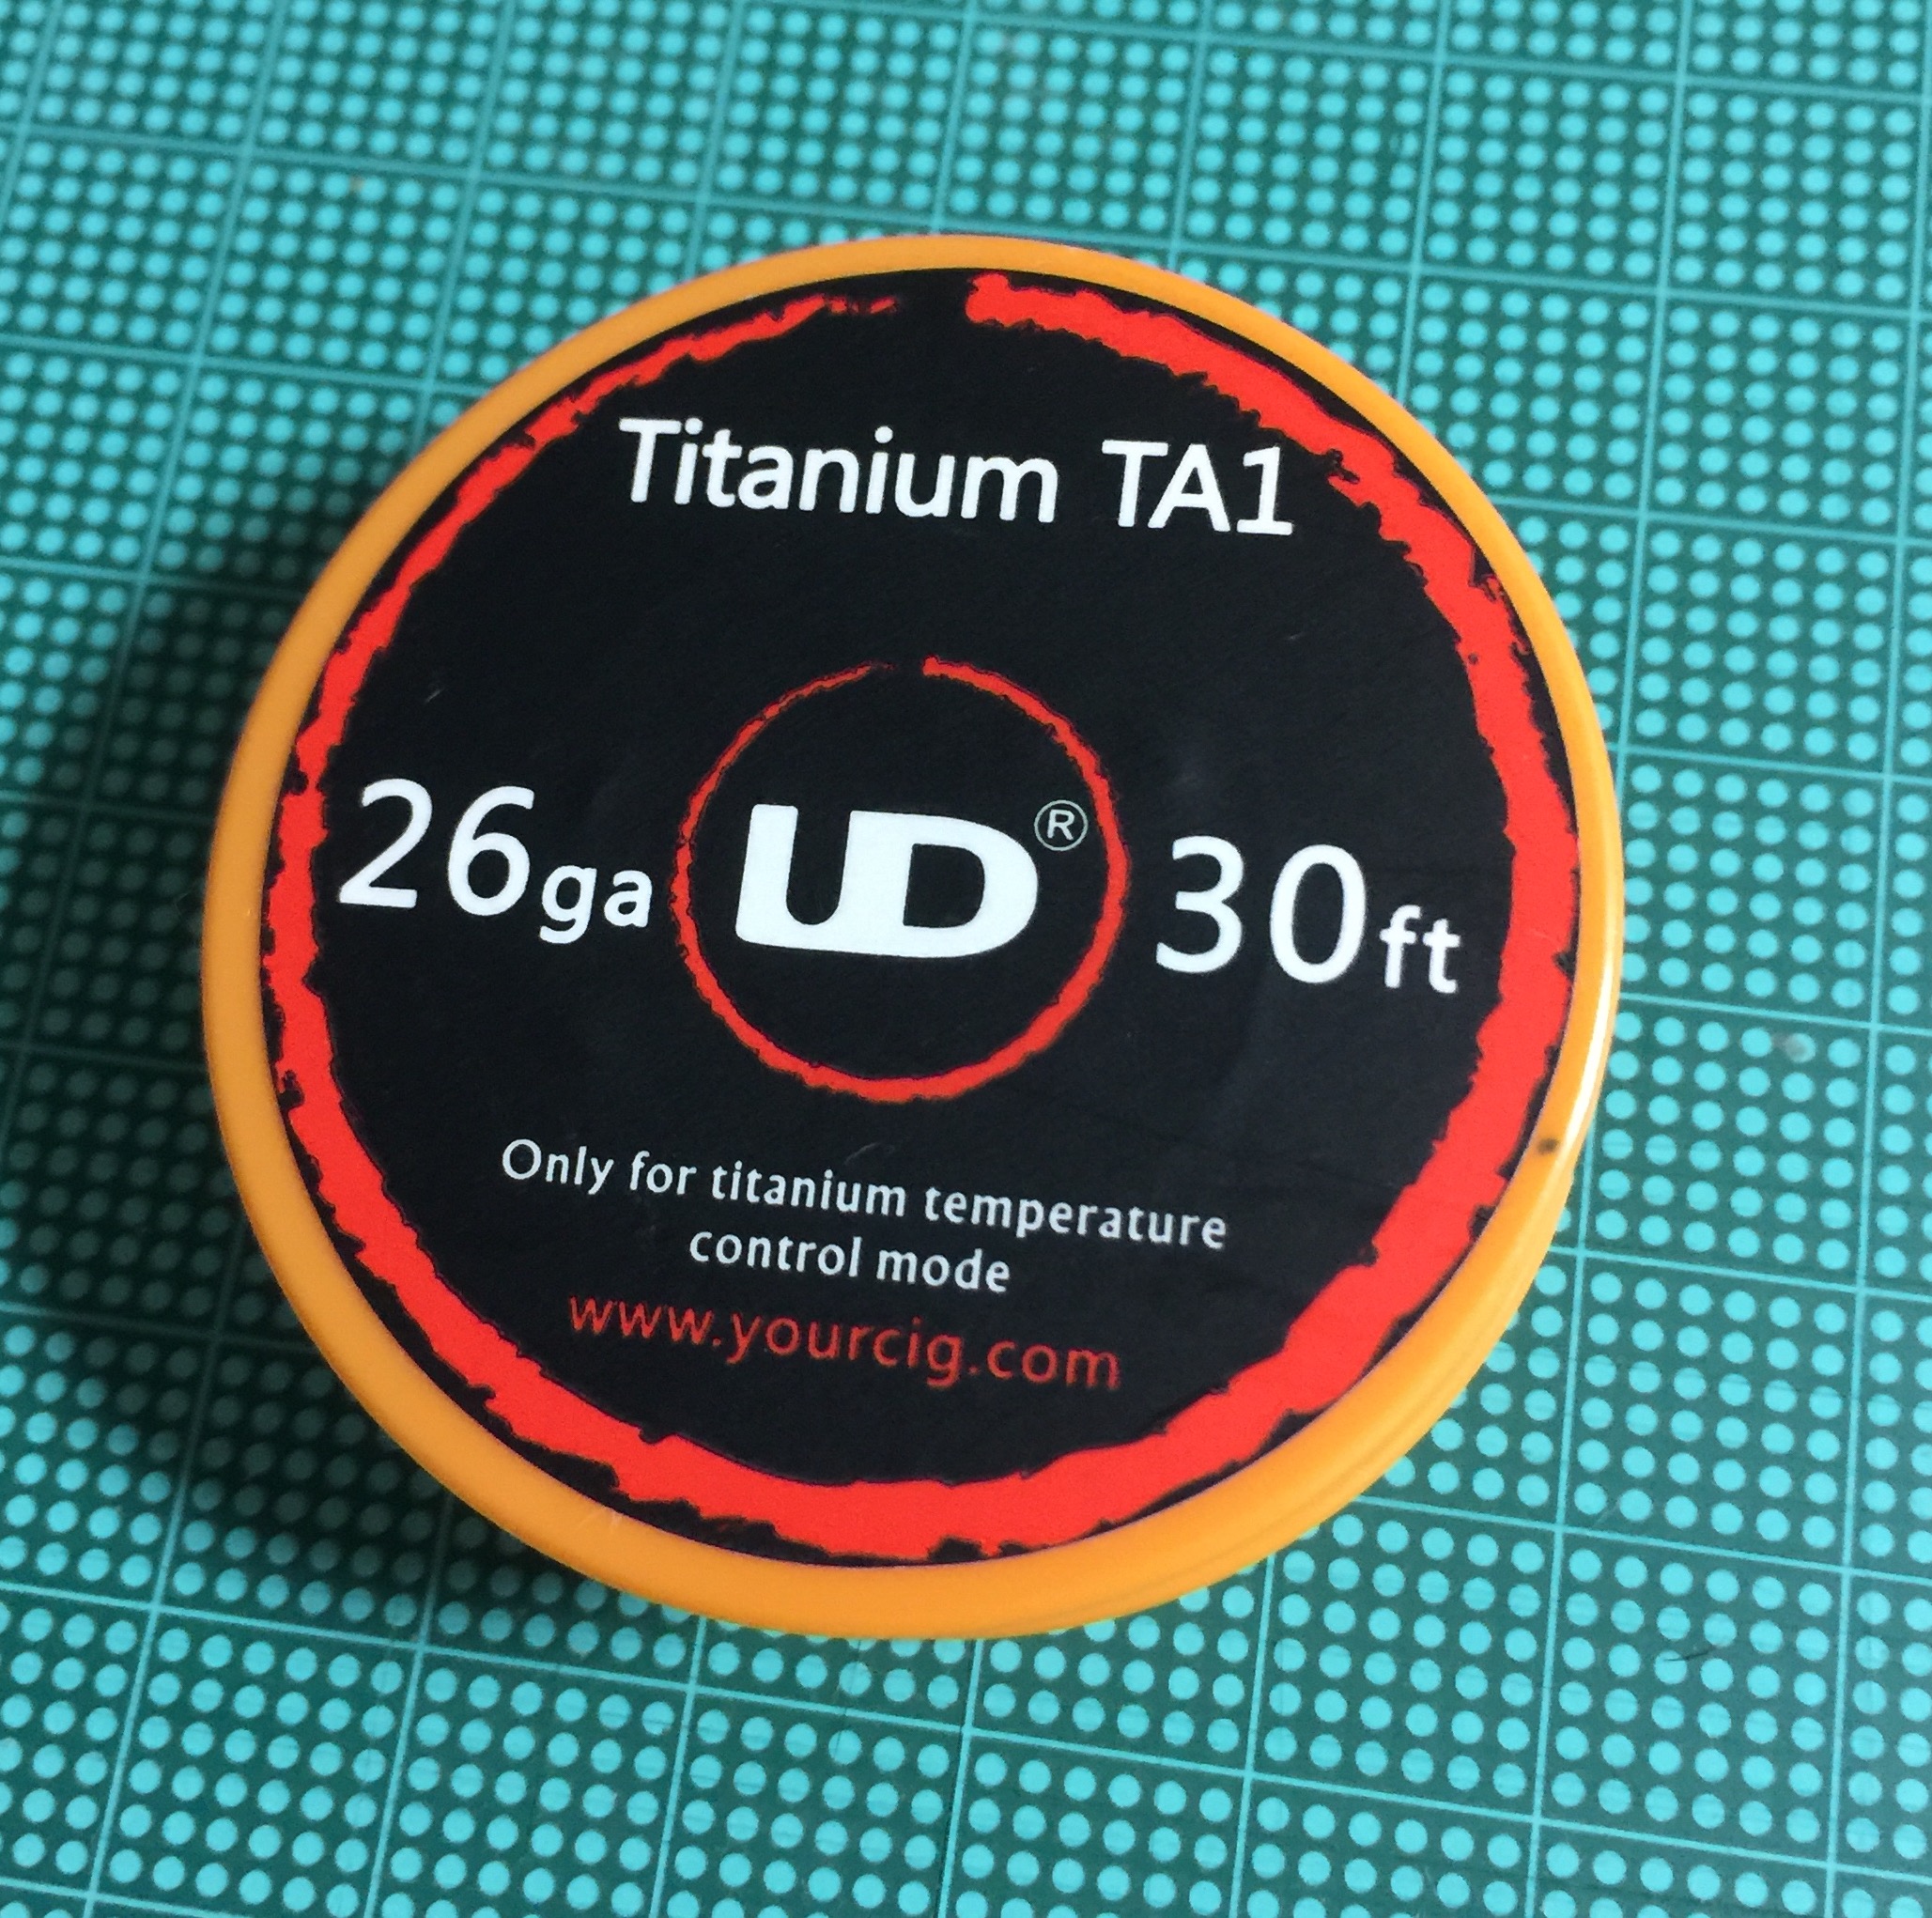 Titanium TA1
26ga UD® 30ft
Only for titanium temperature
control mode
www.yourcig.com